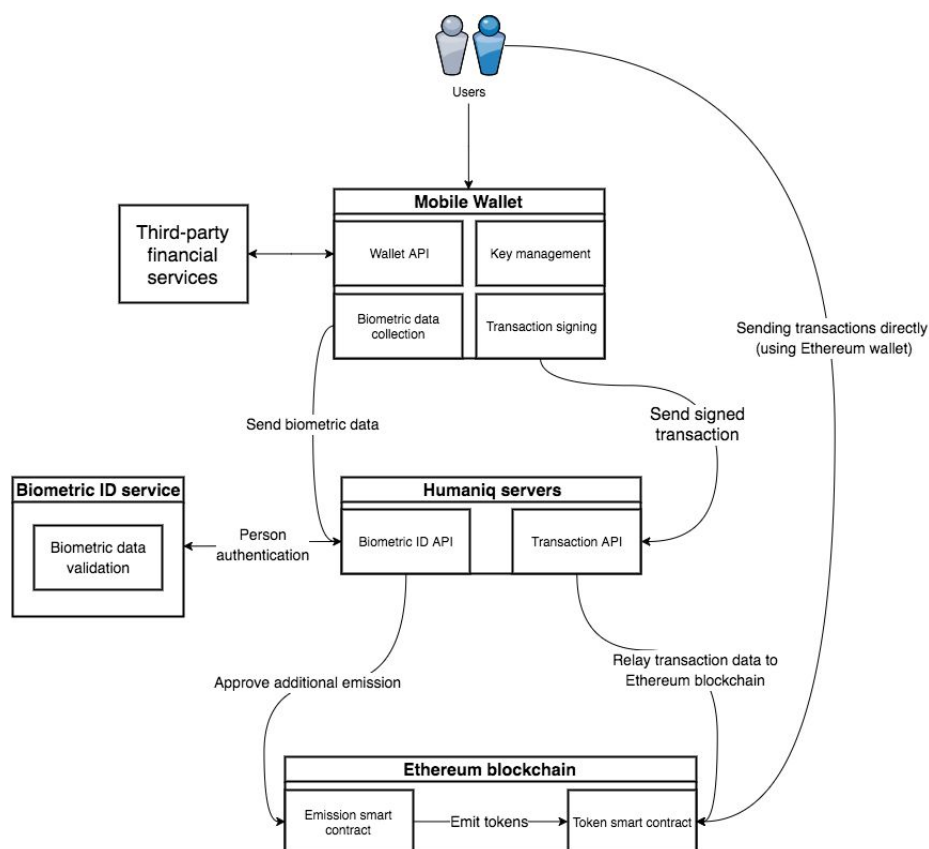 Users
Mobile Wallet
Third-party
financial
services
Wallet API
Key management
Biometric data
collection
Transaction signing
Sending transactions directly
(using Ethereum wallet)
Send biometric data
Send signed
transaction
Biometric ID service
Humaniq servers
Biometric data
validation
Person
authentication
Biometric ID API
Transaction API
Approve additional emission
Relay transaction data to
Ethereum blockchain
Ethereum blockchain
Emission smart
contract
Emit tokens
Token smart contract